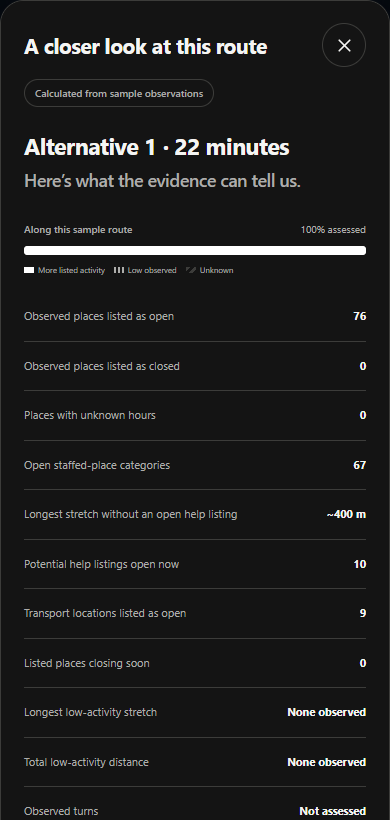 A closer look at this route
Calculated from sample observations
Alternative 1 · 22 minutes
Here's what the evidence can tell us.
Along this sample route 100% assessed
More listed activity Low observed Unknown
Observed places listed as open 76
Observed places listed as closed 0
Places with unknown hours 0
Open staffed-place categories 67
Longest stretch without an open help listing ~400 m
Potential help listings open now 10
Transport locations listed as open 9
Listed places closing soon 0
Longest low-activity stretch None observed
Total low-activity distance None observed
Observed turns Not assessed